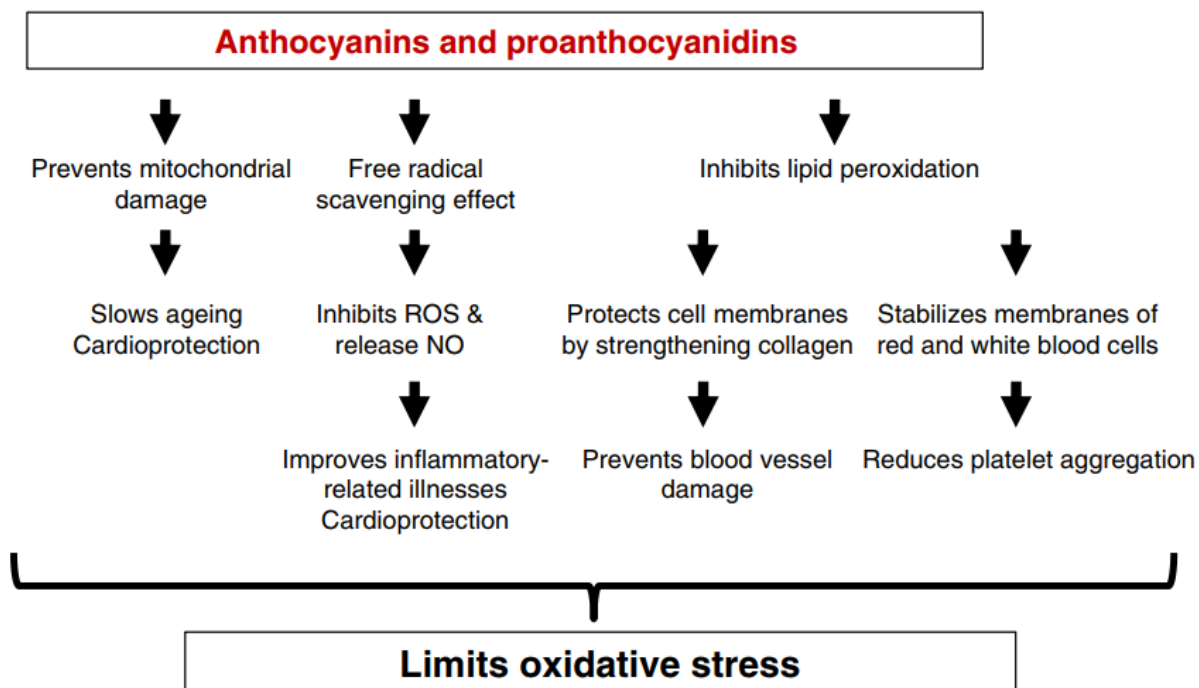 Anthocyanins and proanthocyanidins
Prevents mitochondrial
damage
Free radical
scavenging effect
Inhibits lipid peroxidation
Slows ageing
Cardioprotection
Inhibits ROS &
release NO
Protects cell membranes
by strengthening collagen
Stabilizes membranes of
red and white blood cells
Improves inflammatory-
related illnesses
Cardioprotection
Prevents blood vessel
damage
Reduces platelet aggregation
Limits oxidative stress